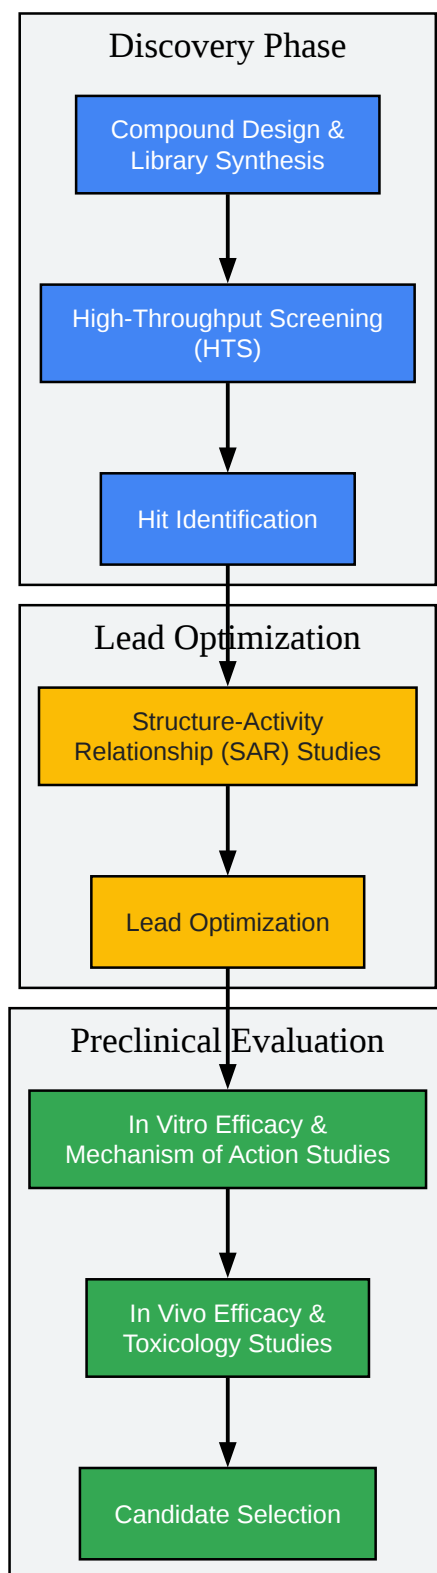 Discovery Phase
Compound Design &
Library Synthesis
High-Throughput Screening
(HTS)
Hit Identification
Lead Optimization
Structure-Activity
Relationship (SAR) Studies
Lead Optimization
Preclinical Evaluation
In Vitro Efficacy &
Mechanism of Action Studies
In Vivo Efficacy &
Toxicology Studies
Candidate Selection